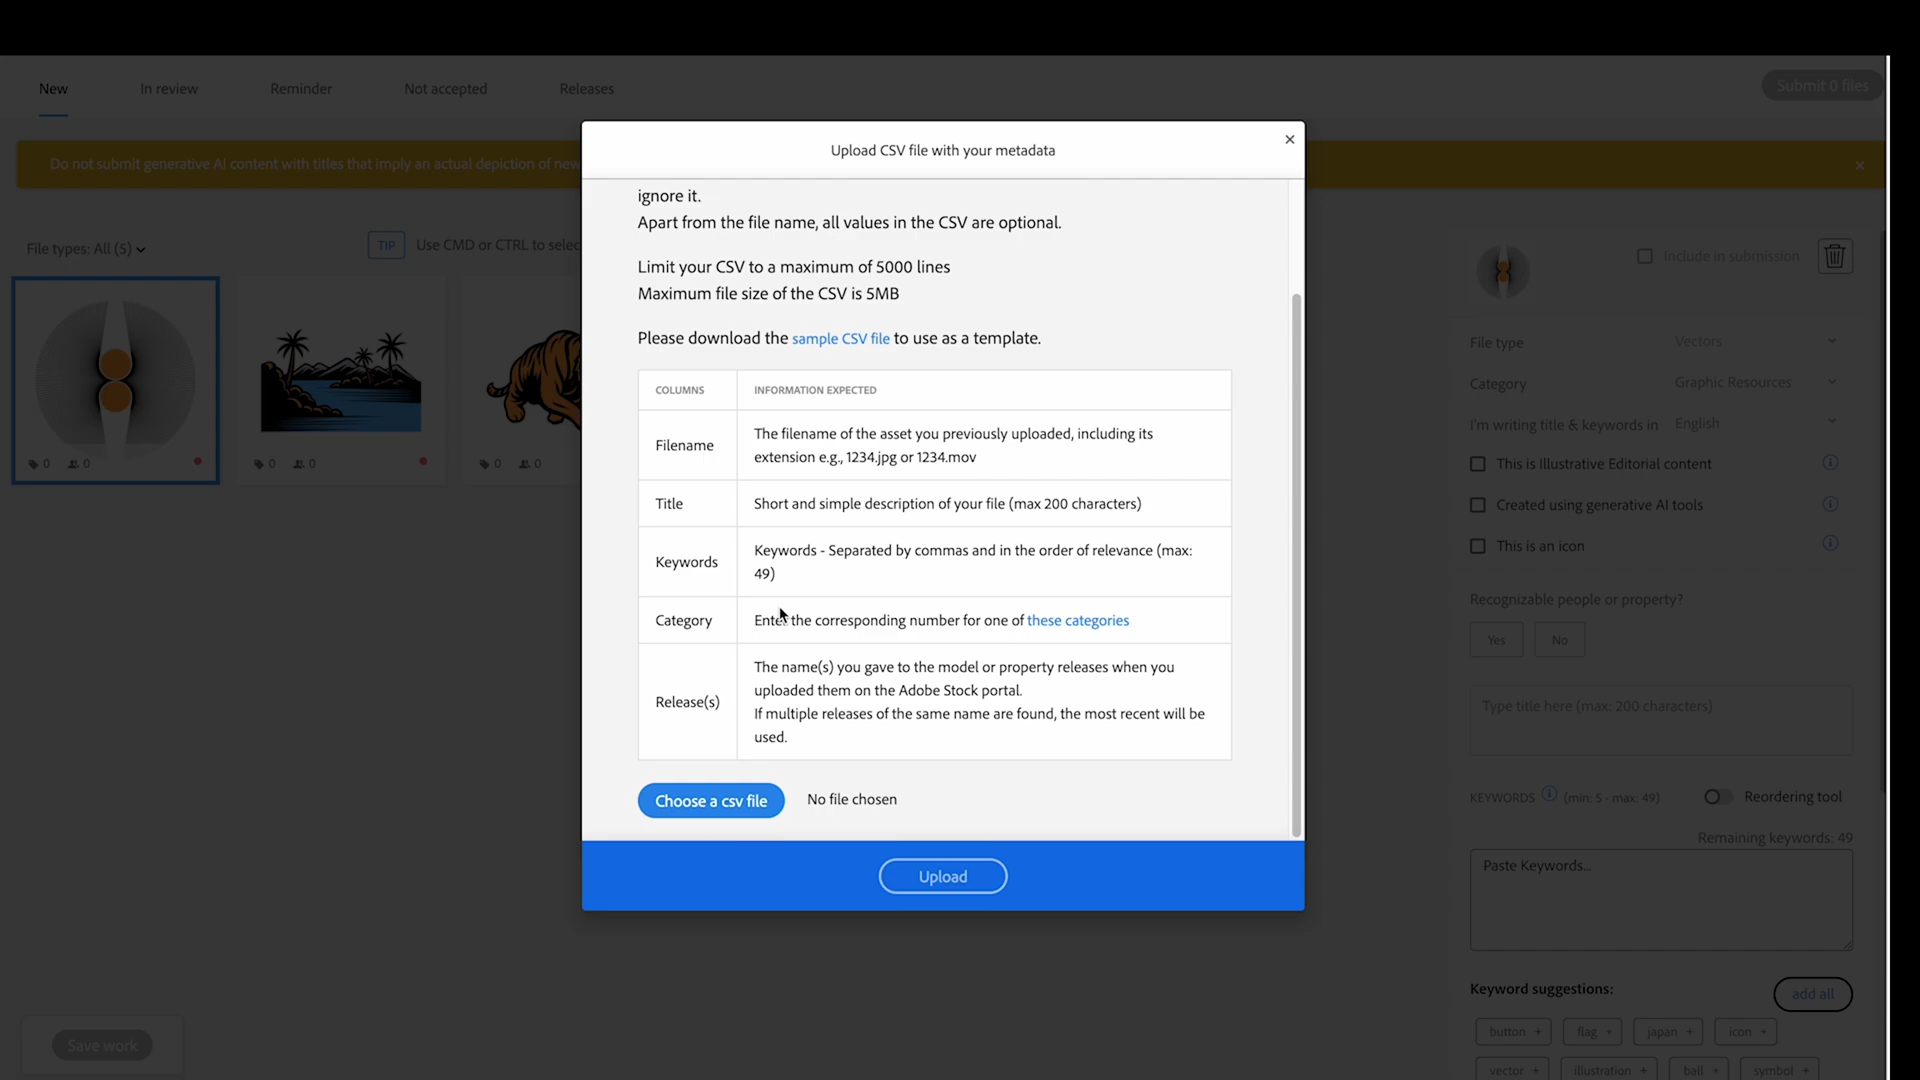 New
In review
Reminder
Not accepted
Releases
Submit 0 files
Do not submit generative AI content with titles that imply an actual depiction of new
×
File types: All (5)
TIP
Use CMD or CTRL to selec
0
0
0
0
0
0
Upload CSV file with your metadata
×
ignore it.
Apart from the file name, all values in the CSV are optional.
Limit your CSV to a maximum of 5000 lines
Maximum file size of the CSV is 5MB
Please download the sample CSV file to use as a template.
COLUMNS
INFORMATION EXPECTED
Filename
The filename of the asset you previously uploaded, including its
extension e.g., 1234.jpg or 1234.mov
Title
Short and simple description of your file (max 200 characters)
Keywords
Keywords - Separated by commas and in the order of relevance (max:
49)
Category
Enter the corresponding number for one of these categories
Release(s)
The name(s) you gave to the model or property releases when you
uploaded them on the Adobe Stock portal.
If multiple releases of the same name are found, the most recent will be
used.
Choose a csv file
No file chosen
Upload
Include in submission
File type
Vectors
Category
Graphic Resources
I'm writing title & keywords in
English
This is Illustrative Editorial content
Created using generative AI tools
This is an icon
Recognizable people or property?
Yes
No
Type title here (max: 200 characters)
KEYWORDS
(min: 5 - max: 49)
Reordering tool
Remaining keywords: 49
Paste Keywords...
Keyword suggestions:
add all
button +
flag +
japan +
icon +
vector +
illustration +
ball +
symbol +
Save work